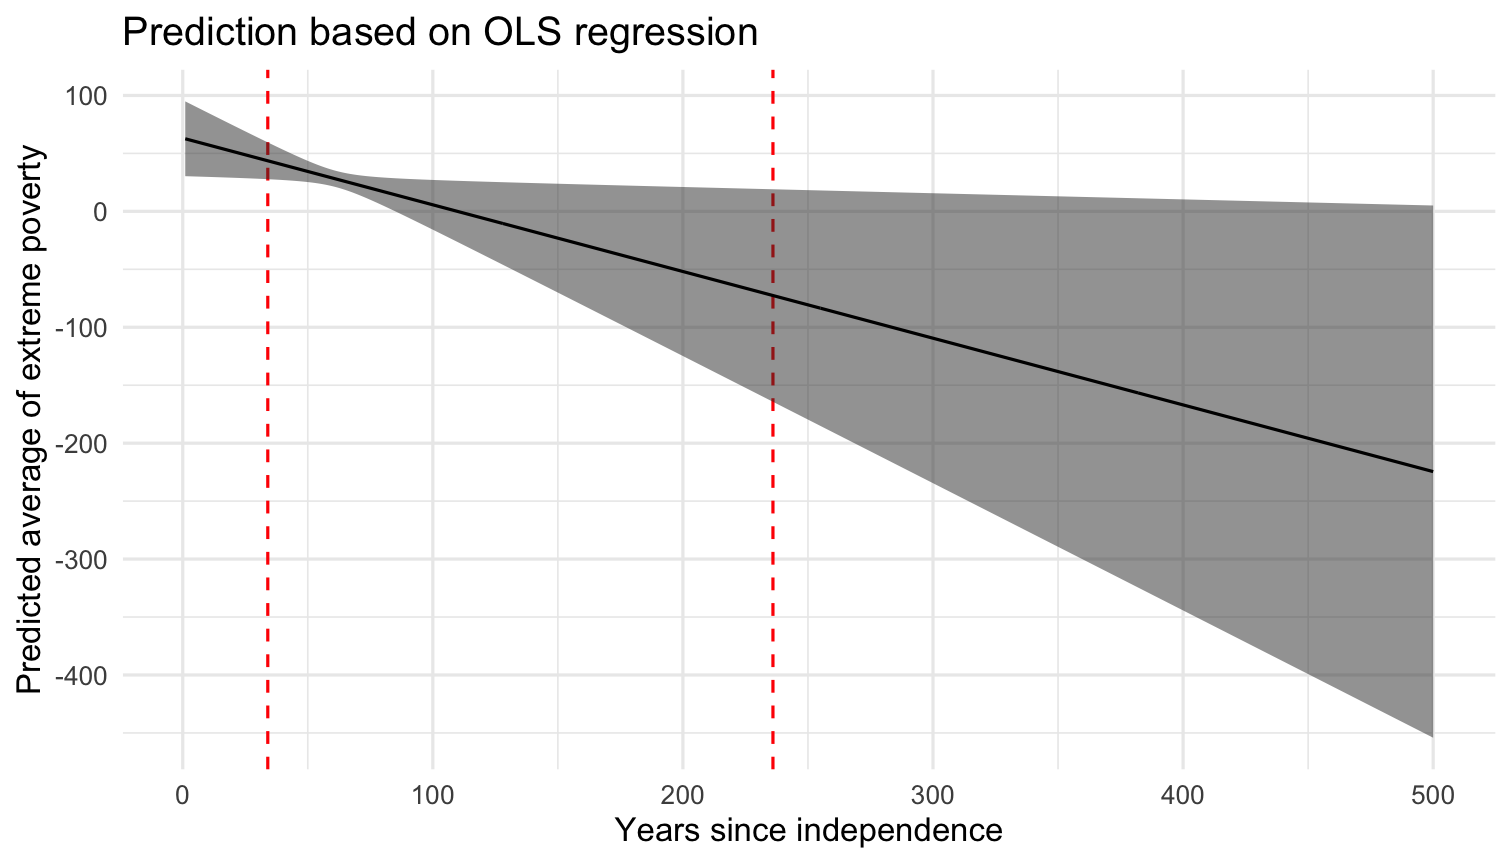 Prediction based on OLS regression
Predicted average of extreme poverty
100
0
-100
-200
-300
-400
0 100 200 300 400 500
Years since independence